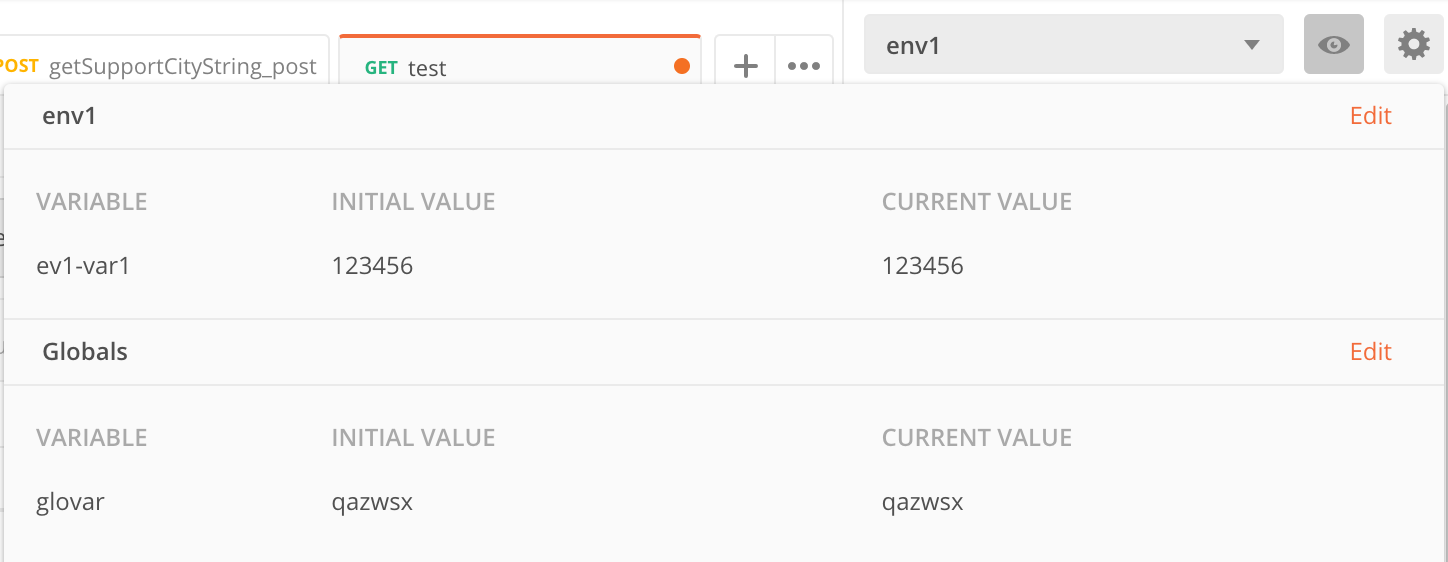 POST getSupportCityString_post GET test env1
env1 Edit
VARIABLE INITIAL VALUE CURRENT VALUE
ev1-var1 123456 123456
Globals Edit
VARIABLE INITIAL VALUE CURRENT VALUE
glovar qazwsx qazwsx